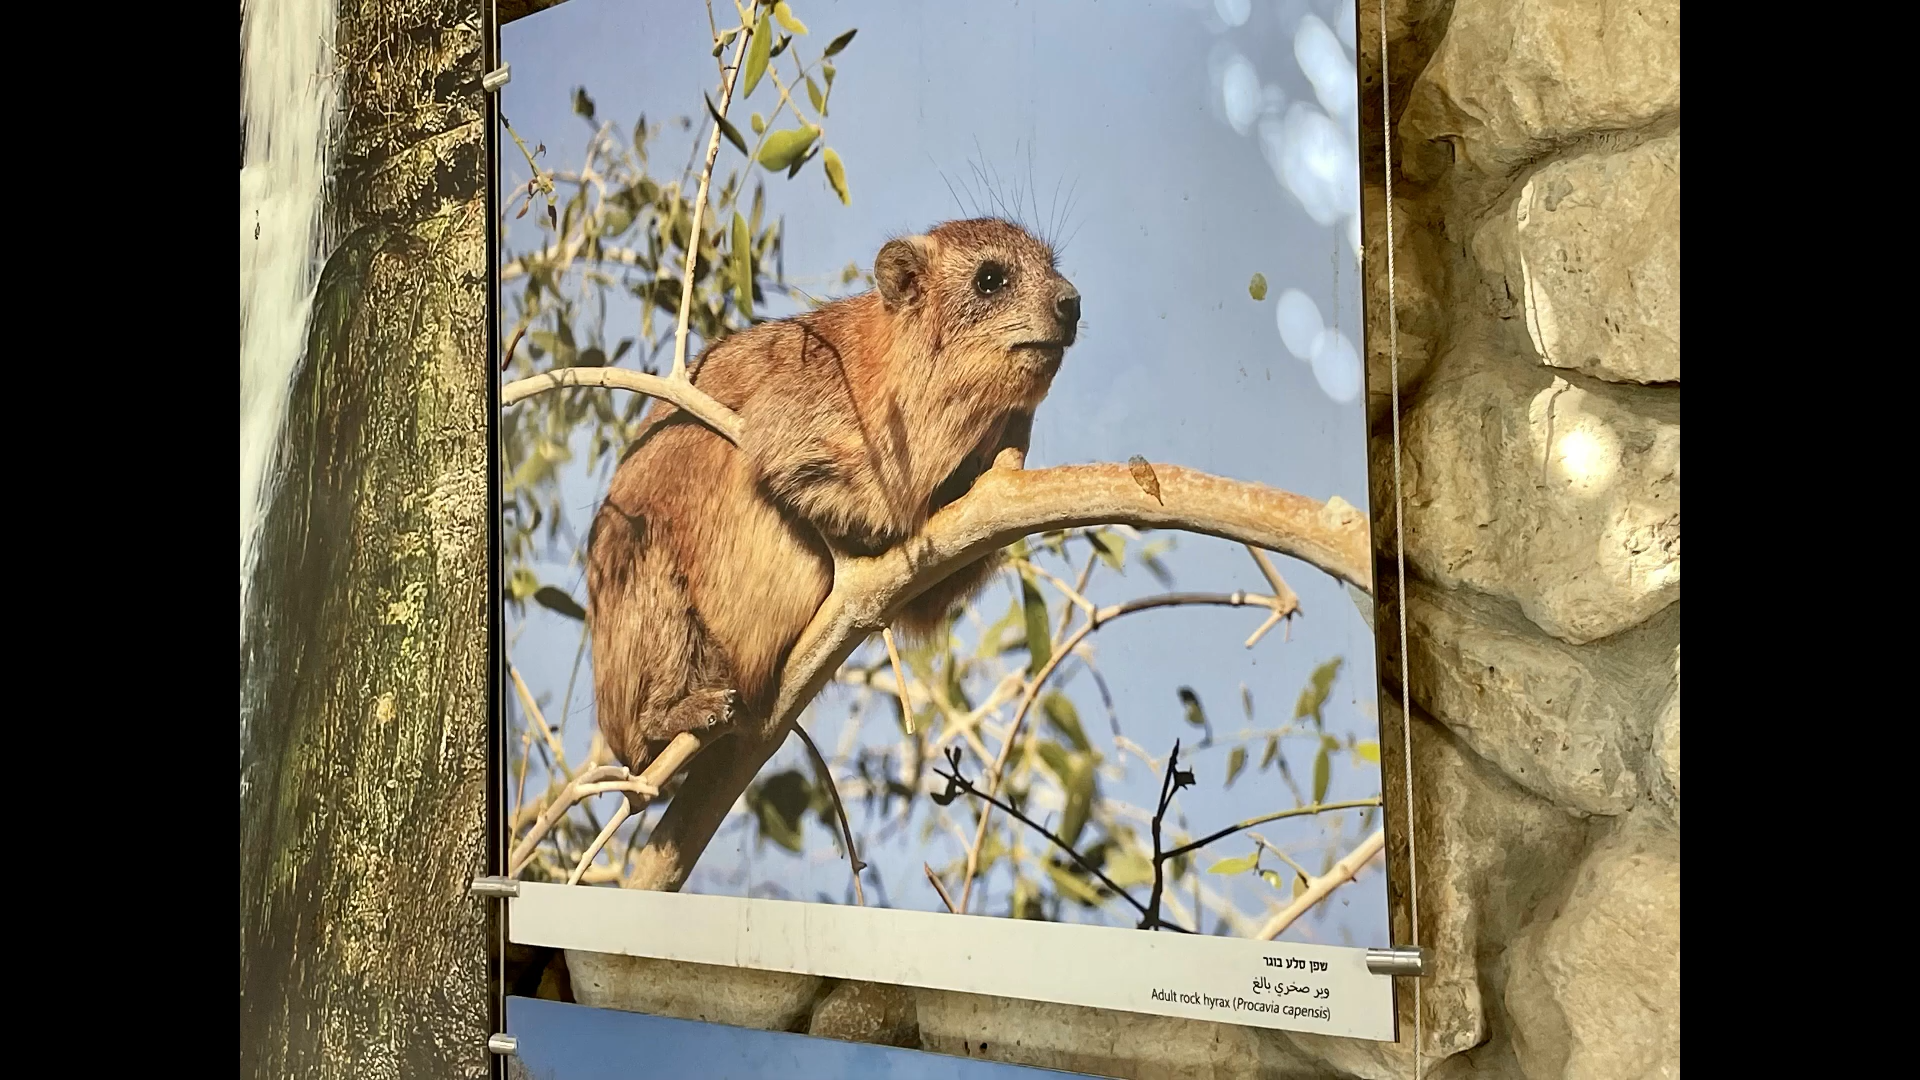 שפן סלע בוגר
وبر صخري بالغ
Adult rock hyrax (Procavia capensis)